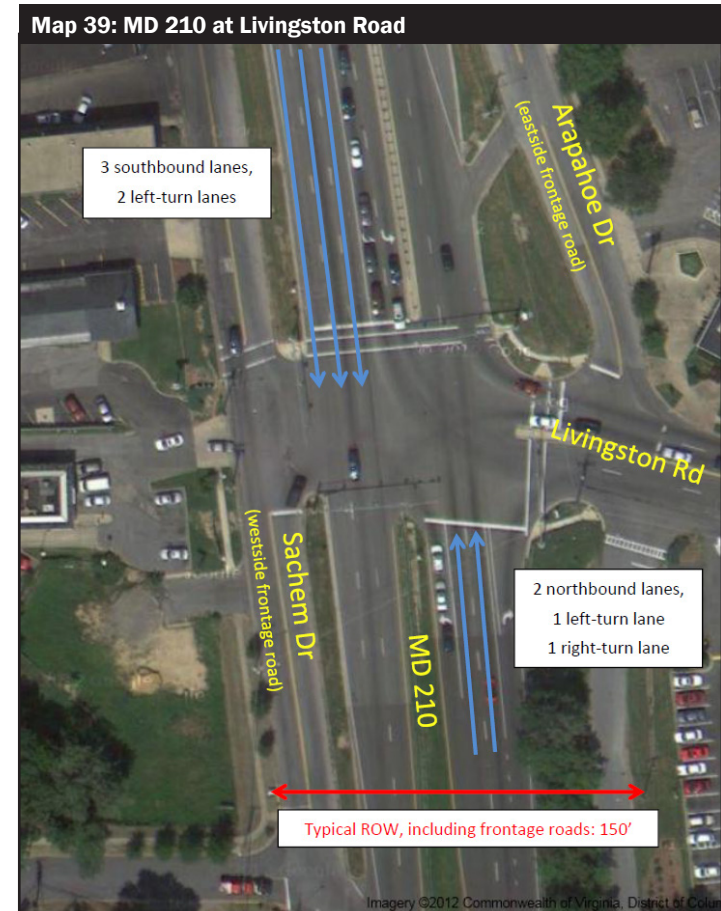 Map 39: MD 210 at Livingston Road
3 southbound lanes,
2 left-turn lanes
Arapahoe Dr
(eastside frontage road)
Livingston Rd
Sachem Dr
(westside frontage road)
MD 210
2 northbound lanes,
1 left-turn lane
1 right-turn lane
Typical ROW, including frontage roads: 150’
Imagery ©2012 Commonwealth of Virginia, District of Colum